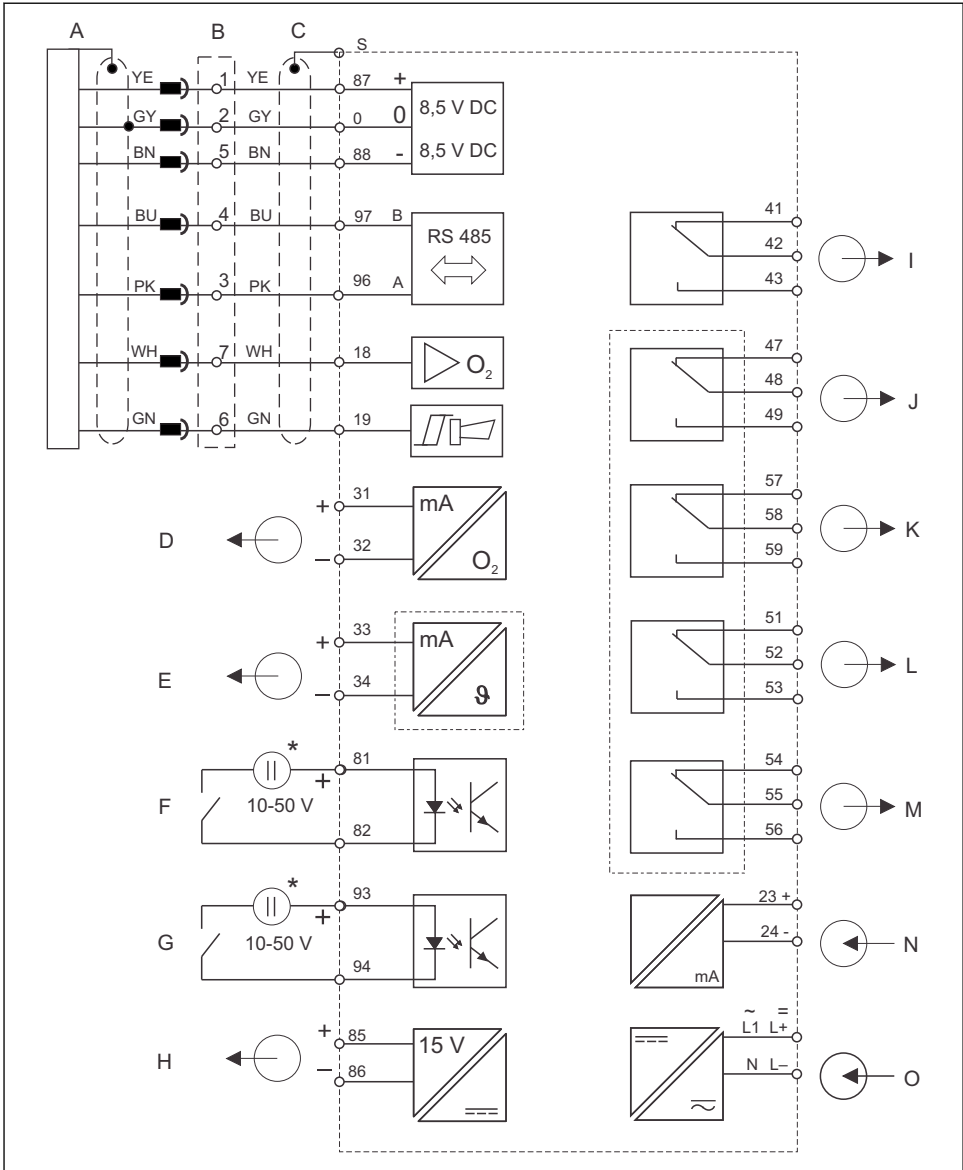 A B C S
YE 1 YE 87 + 8,5 V DC
GY 2 GY 0 0
BN 5 BN 88 - 8,5 V DC
BU 4 BU 97 B RS 485
PK 3 PK 96 A
WH 7 WH 18 O₂
GN 6 GN 19
D + 31 mA
– 32 O₂
E + 33 mA
– 34 ϑ
F * + 81
10-50 V
82
G * + 93
10-50 V
94
H + 85 15 V
– 86
41
42 I
43
47
48 J
49
57
58 K
59
51
52 L
53
54
55 M
56
23 +
24 - N
mA
~ =
L1 L+
N L– O